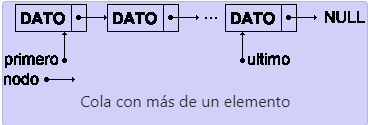 DATO DATO ... DATO NULL
primero ultimo
nodo
Cola con más de un elemento